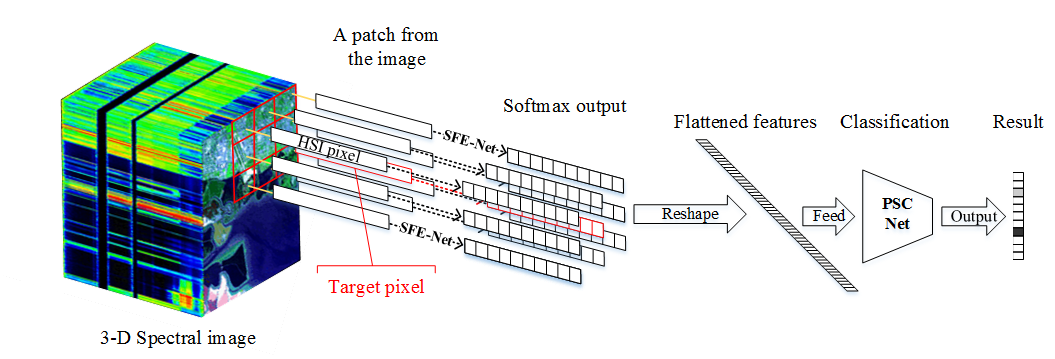 A patch from
the image
Softmax output
Flattened features
Classification
Result
SFE-Net
HSI pixel
PSC
Net
Reshape
Feed
Output
SFE-Net
Target pixel
3-D Spectral image